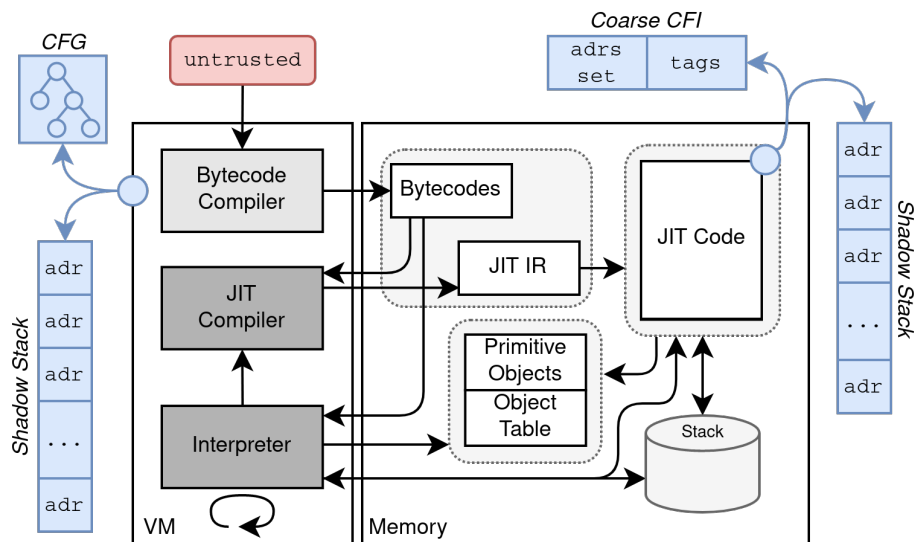 CFG
untrusted
Coarse CFI
adrs
set
tags
Bytecode
Compiler
Bytecodes
JIT Code
JIT IR
JIT
Compiler
Primitive
Objects
Object
Table
Interpreter
Stack
VM
Memory
Shadow Stack
adr
adr
adr
...
adr
Shadow Stack
adr
adr
adr
...
adr